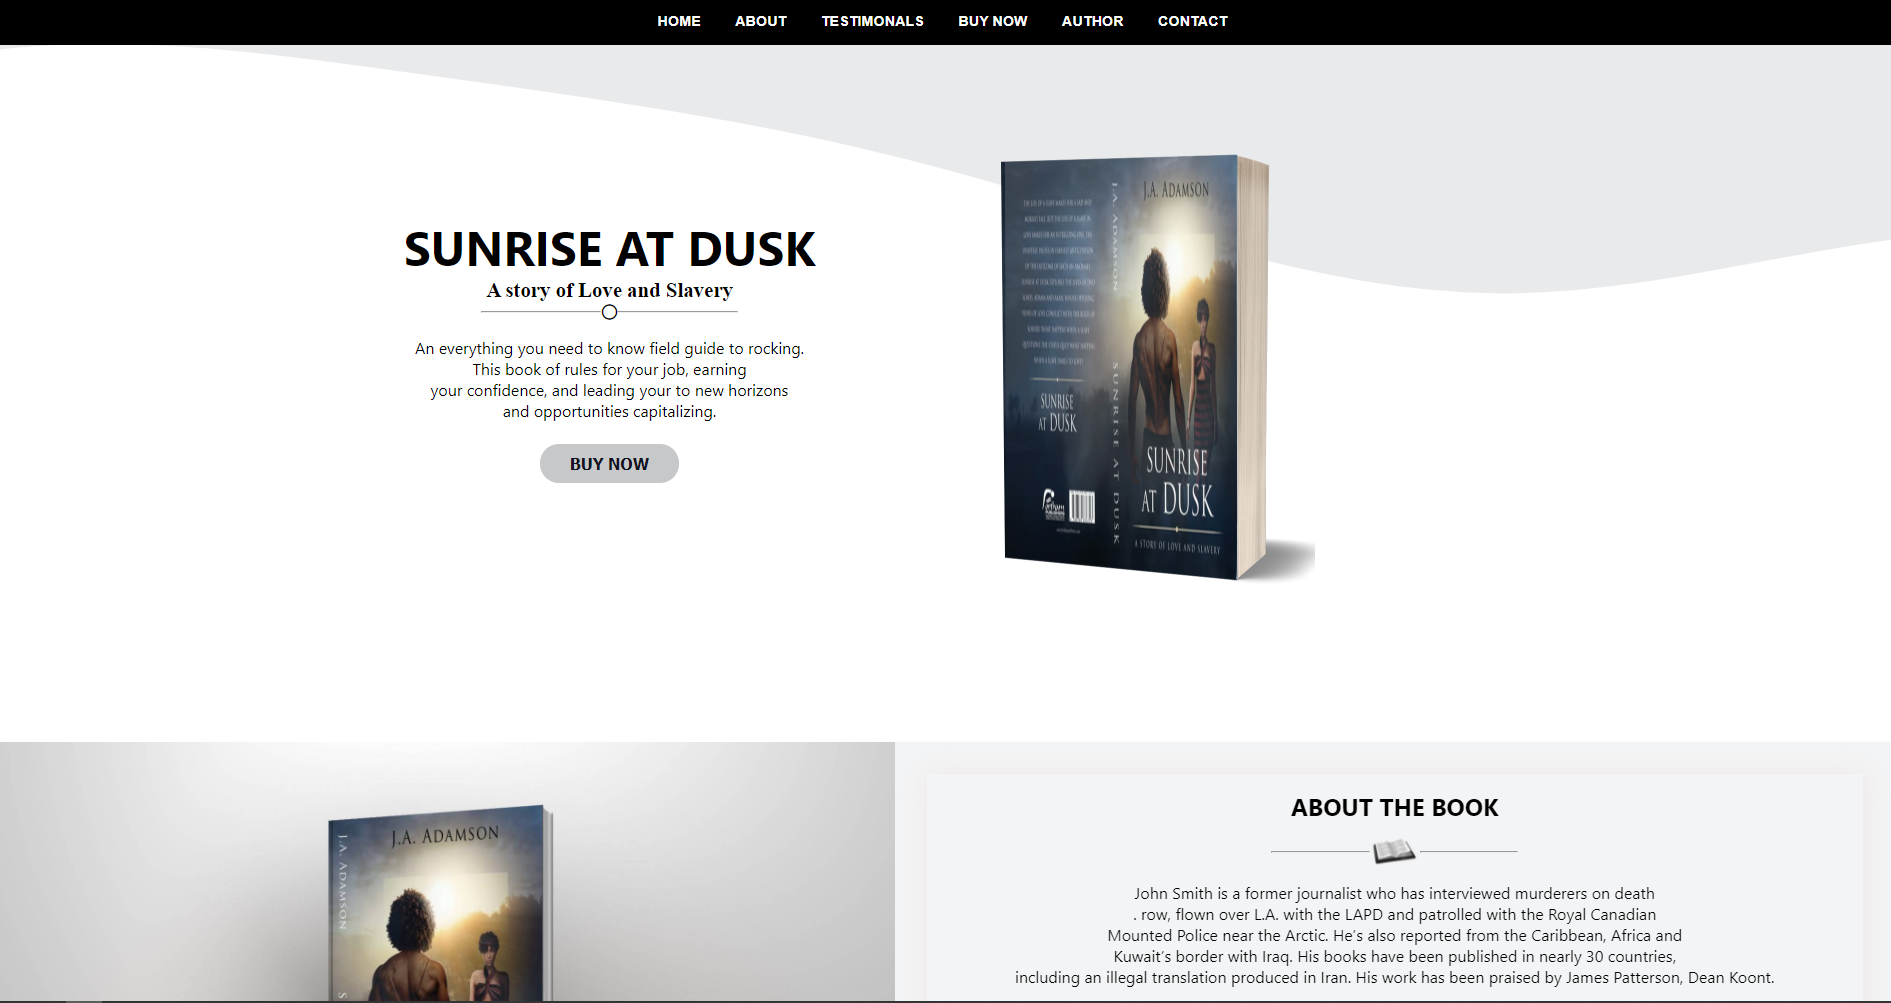 HOME ABOUT TESTIMONALS BUY NOW AUTHOR CONTACT
SUNRISE AT DUSK
A story of Love and Slavery
An everything you need to know field guide to rocking.
This book of rules for your job, earning
your confidence, and leading your to new horizons
and opportunities capitalizing.
BUY NOW
SUNRISE
AT DUSK
J.A. ADAMSON
SUNRISE AT DUSK
J.A. ADAMSON
SUNRISE
AT DUSK
A STORY OF LOVE AND SLAVERY
J.A. ADAMSON
J.A. ADAMSON
ABOUT THE BOOK
John Smith is a former journalist who has interviewed murderers on death
. row, flown over L.A. with the LAPD and patrolled with the Royal Canadian
Mounted Police near the Arctic. He's also reported from the Caribbean, Africa and
Kuwait's border with Iraq. His books have been published in nearly 30 countries,
including an illegal translation produced in Iran. His work has been praised by James Patterson, Dean Koont.